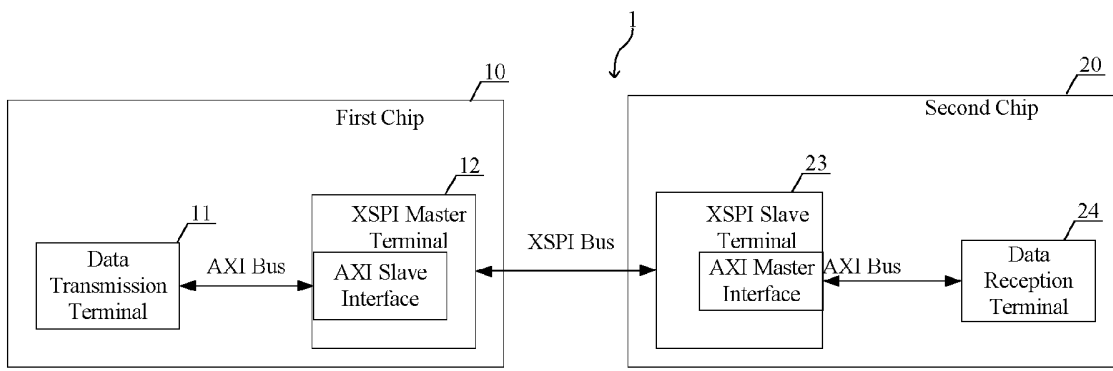 1
10
First Chip
20
Second Chip
12
XSPI Master
Terminal
AXI Slave
Interface
11
Data
Transmission
Terminal
AXI Bus
XSPI Bus
23
XSPI Slave
Terminal
AXI Master
Interface
AXI Bus
24
Data
Reception
Terminal